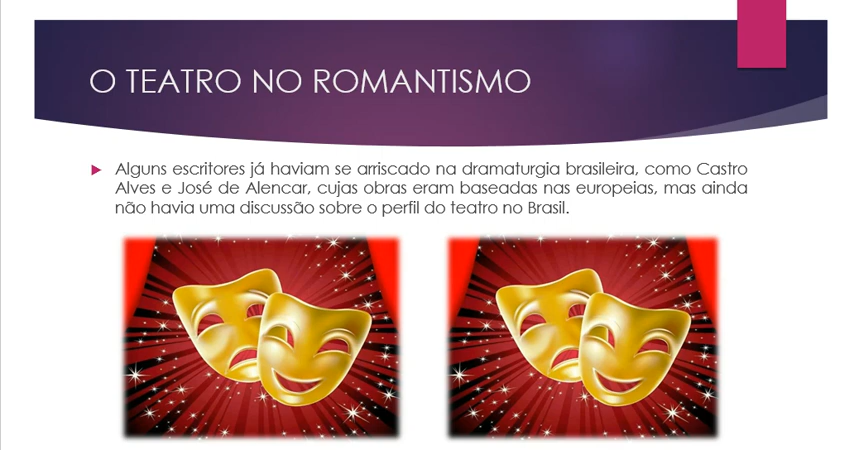 O TEATRO NO ROMANTISMO
Alguns escritores já haviam se arriscado na dramaturgia brasileira, como Castro
Alves e José de Alencar, cujas obras eram baseadas nas europeias, mas ainda
não havia uma discussão sobre o perfil do teatro no Brasil.